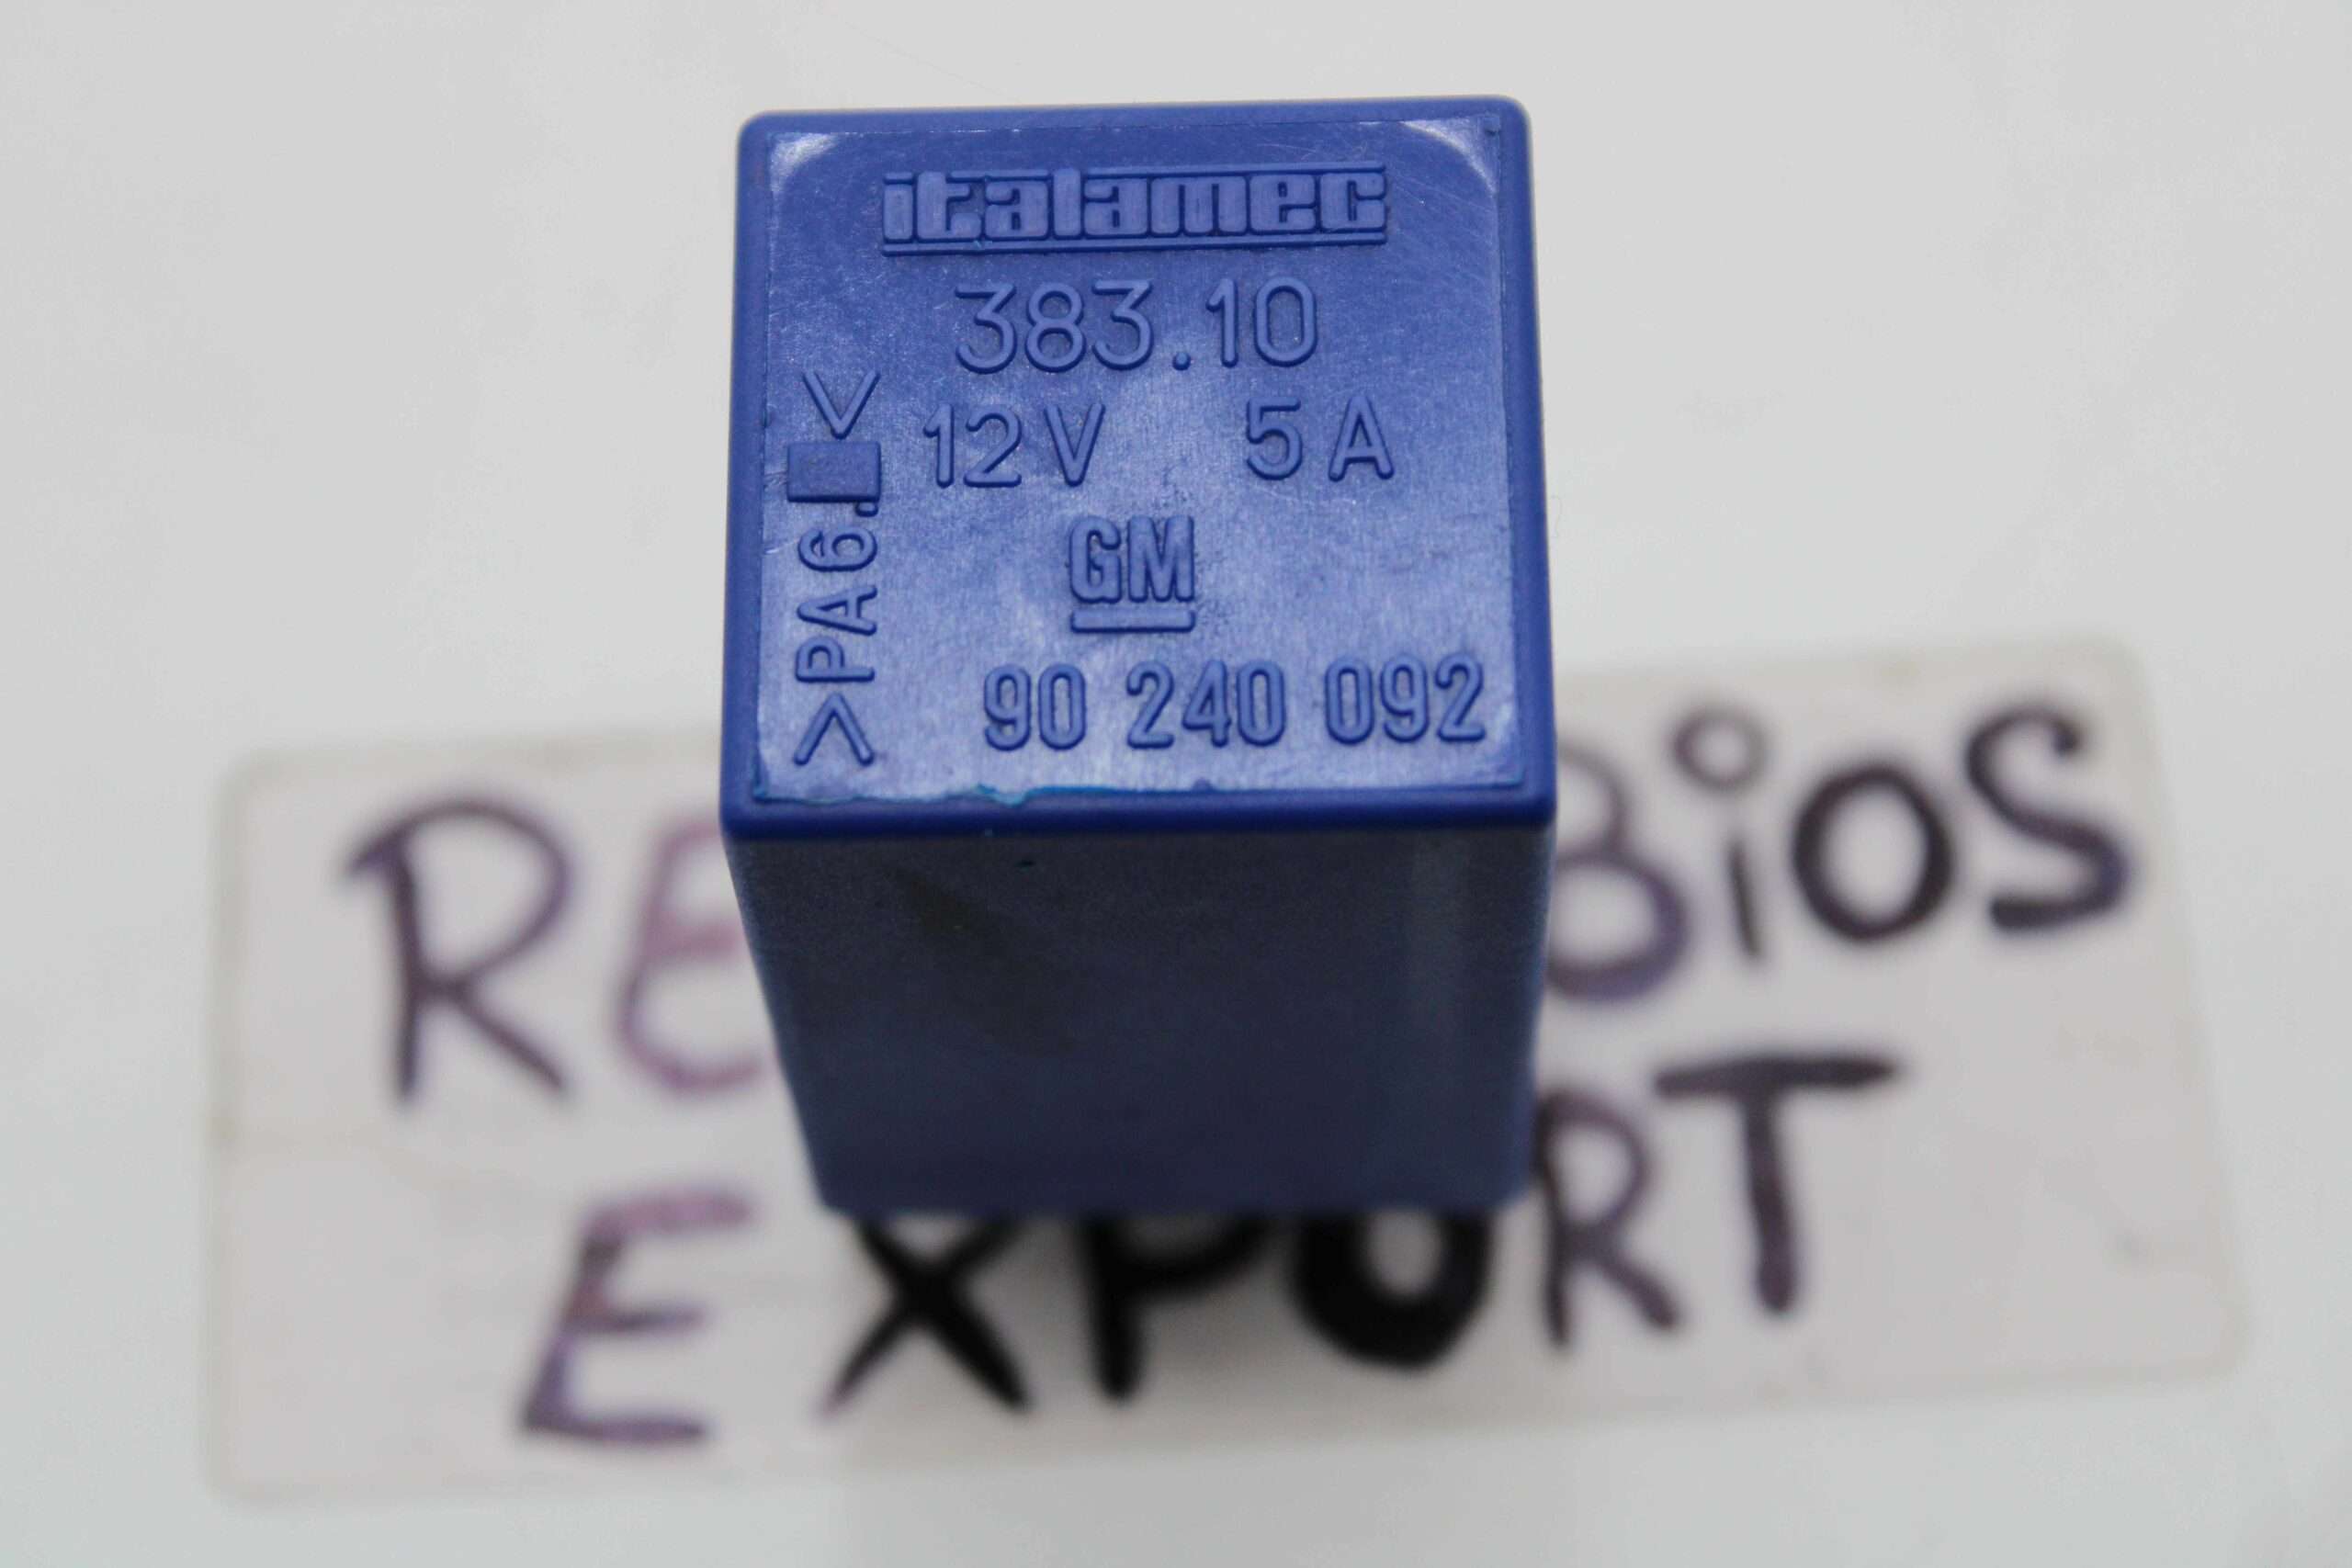 italamec
383.10
12V 5A
>PA6.
<
GM
90 240 092
EXPORT